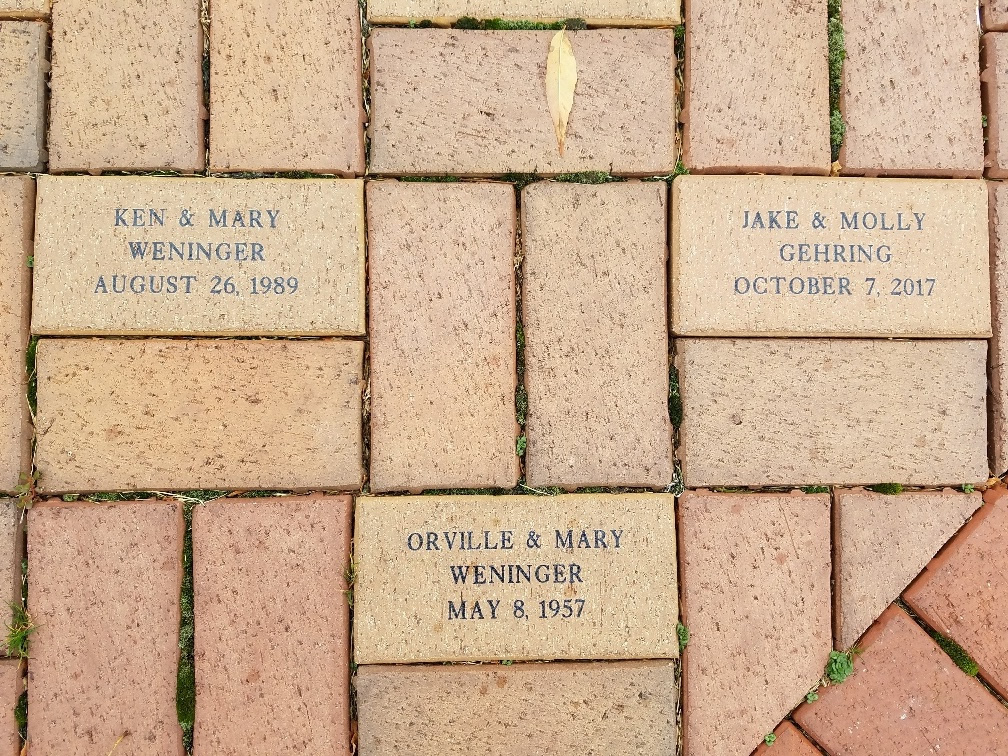 KEN & MARY
WENINGER
AUGUST 26, 1989
JAKE & MOLLY
GEHRING
OCTOBER 7, 2017
ORVILLE & MARY
WENINGER
MAY 8, 1957